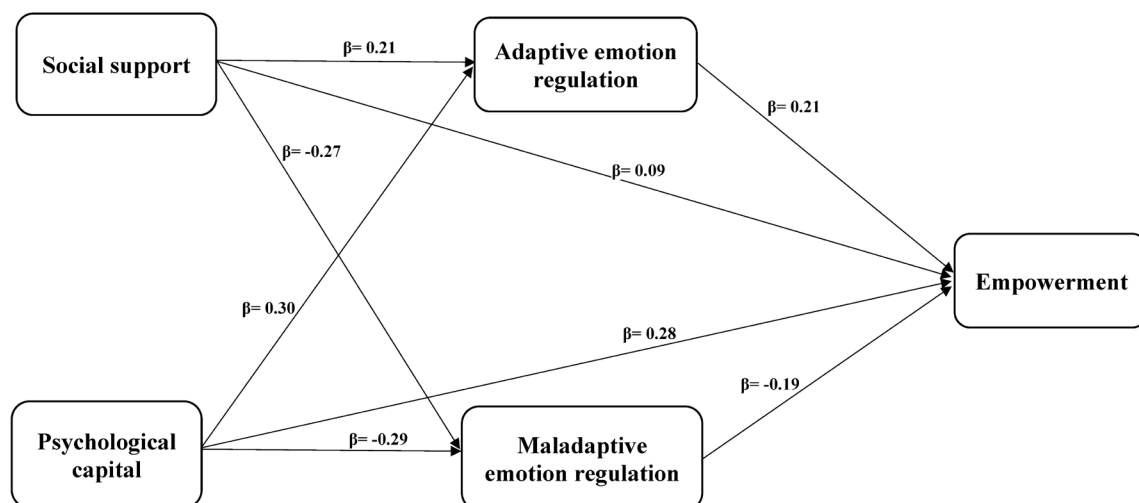 Social support
β= 0.21
Adaptive emotion
regulation
β= 0.21
β= -0.27
β= 0.09
Empowerment
β= 0.30
β= 0.28
β= -0.19
Psychological
capital
β= -0.29
Maladaptive
emotion regulation